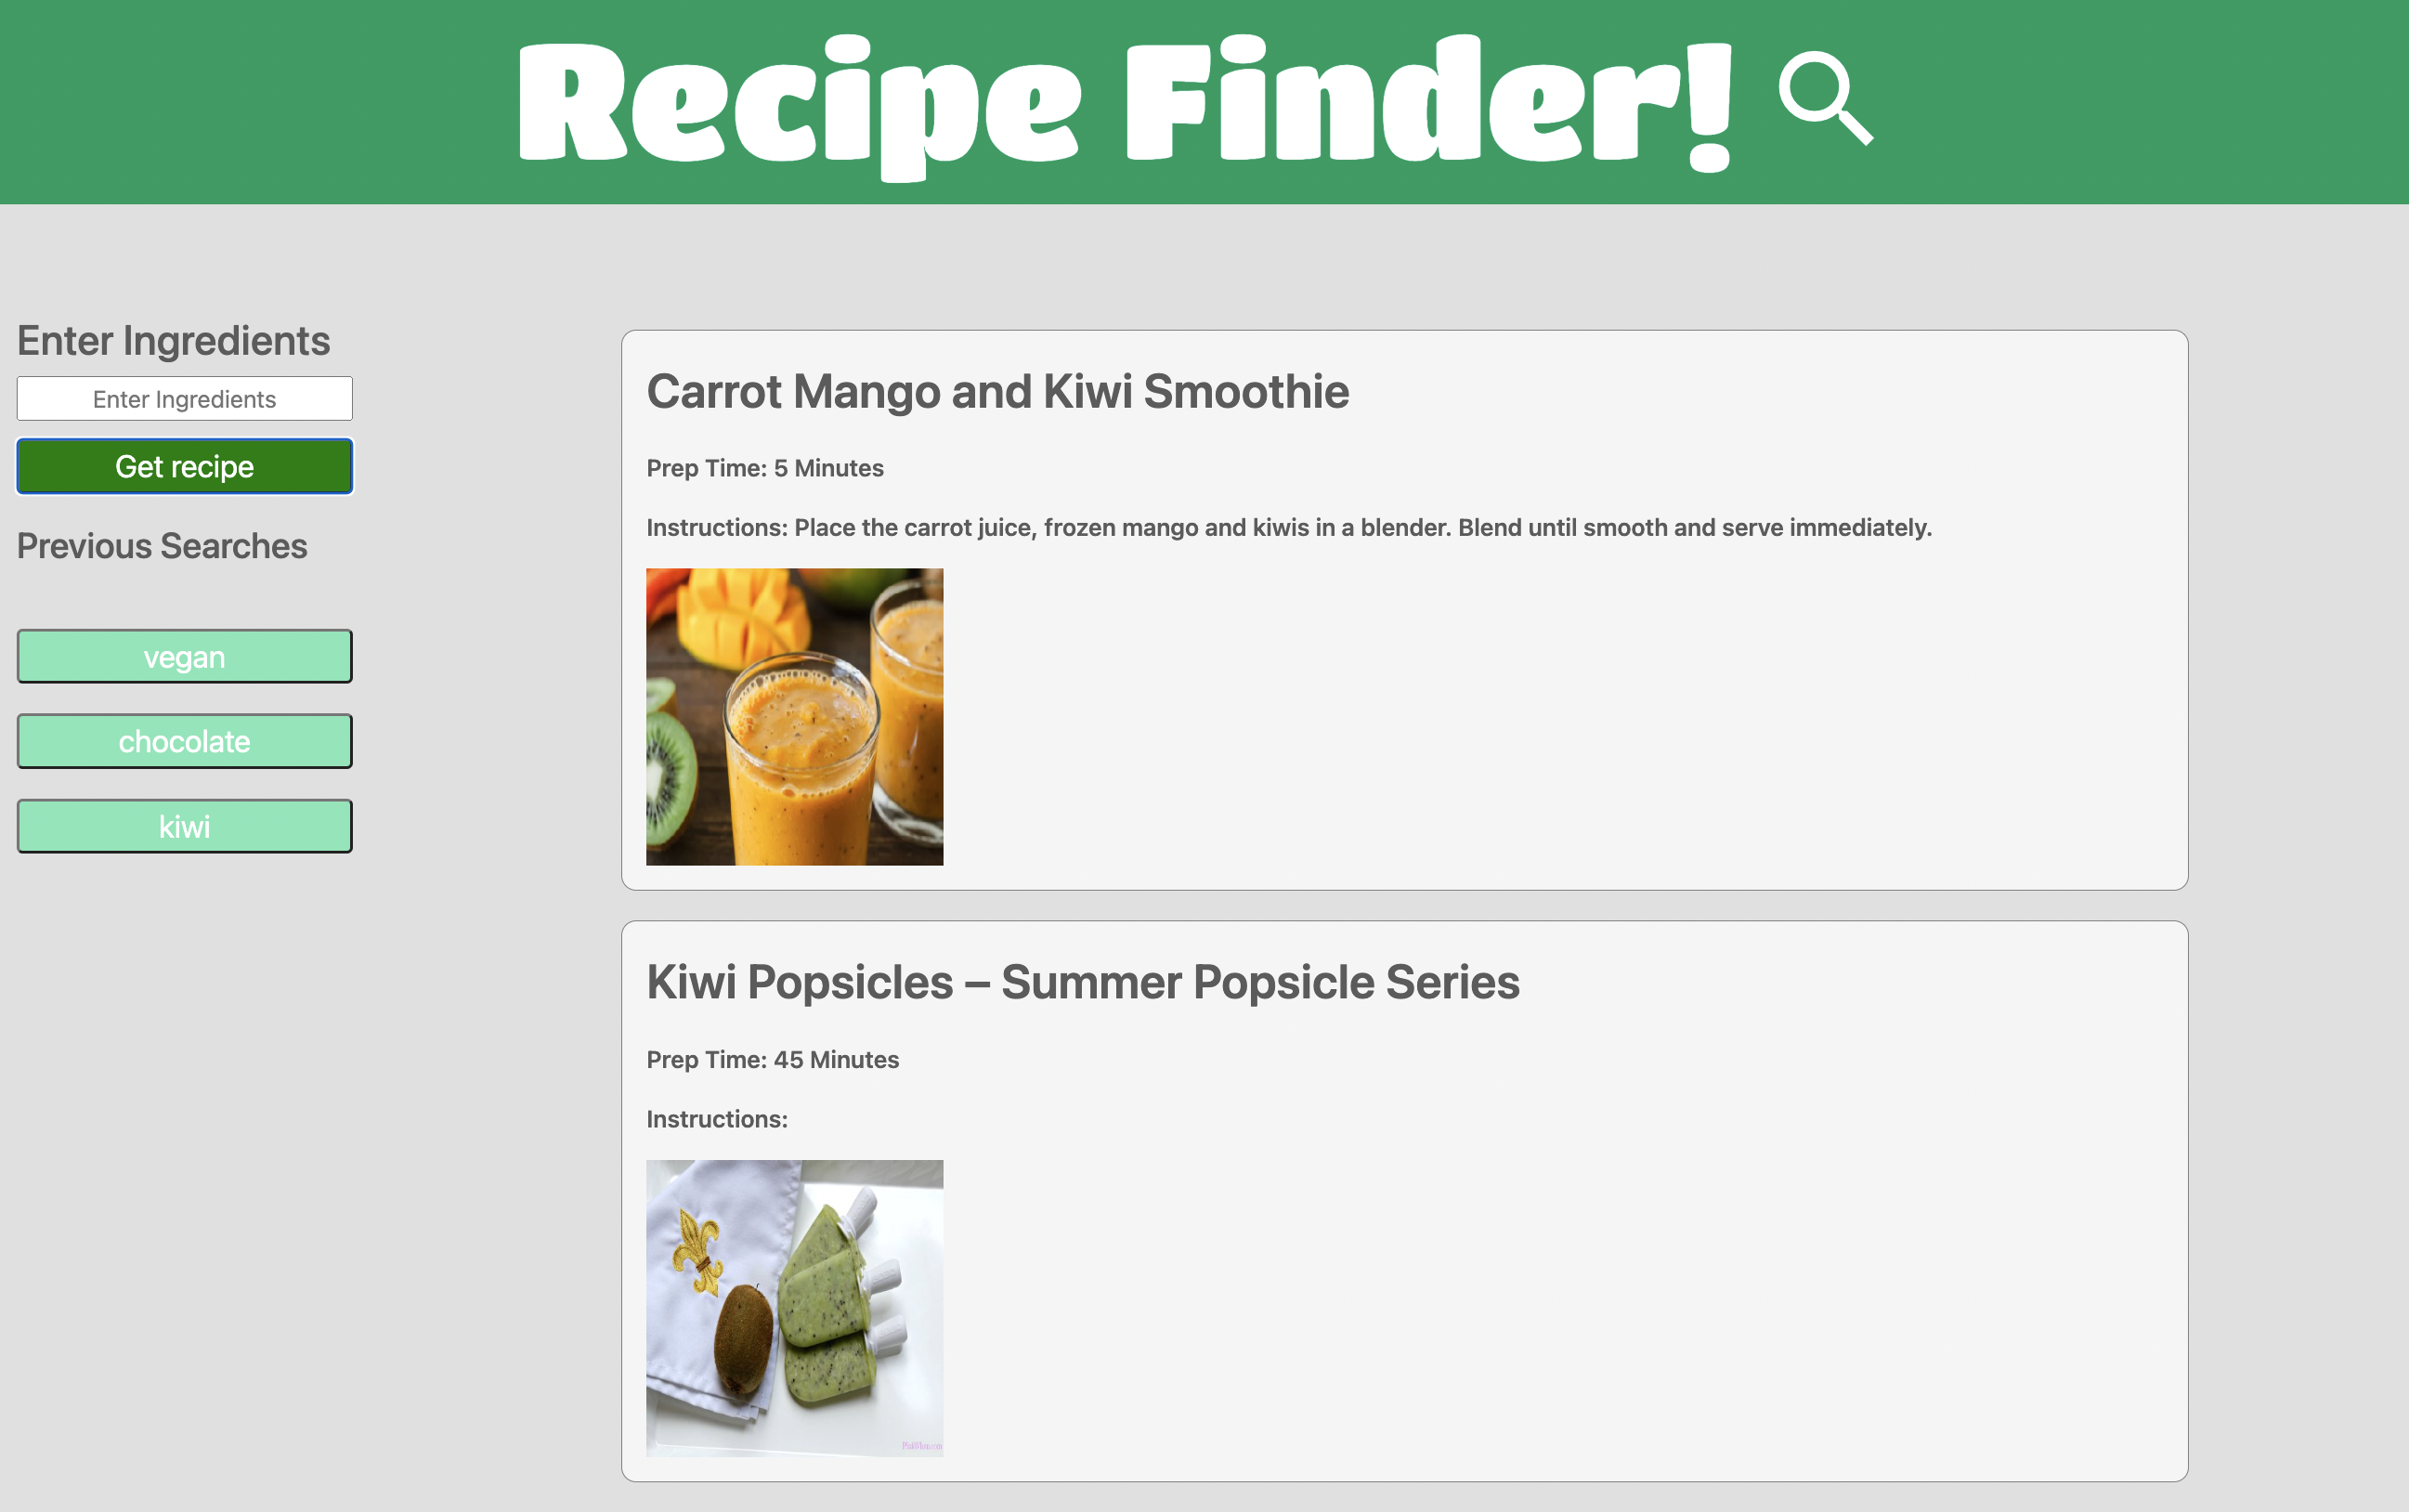 Recipe Finder!
Enter Ingredients
Enter Ingredients
Get recipe
Previous Searches
vegan
chocolate
kiwi
Carrot Mango and Kiwi Smoothie
Prep Time: 5 Minutes
Instructions: Place the carrot juice, frozen mango and kiwis in a blender. Blend until smooth and serve immediately.
Kiwi Popsicles – Summer Popsicle Series
Prep Time: 45 Minutes
Instructions: